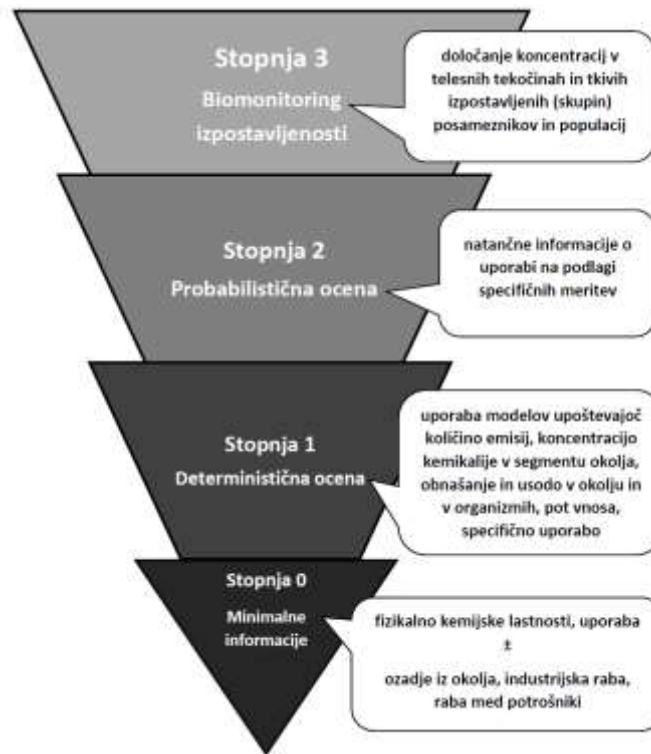 Stopnja 3
Biomonitoring
izpostavljenosti
določanje koncentracij v
telesnih tekočinah in tkivih
izpostavljenih (skupin)
posameznikov in populacij
Stopnja 2
Probabilistična ocena
natančne informacije o
uporabi na podlagi
specifičnih meritev
Stopnja 1
Deterministična ocena
uporaba modelov upoštevajoč
količino emisij, koncentracijo
kemikalije v segmentu okolja,
obnašanje in usodo v okolju in
v organizmih, pot vnosa,
specifično uporabo
Stopnja 0
Minimalne
informacije
fizikalno kemijske lastnosti, uporaba
±
ozadje iz okolja, industrijska raba,
raba med potrošniki